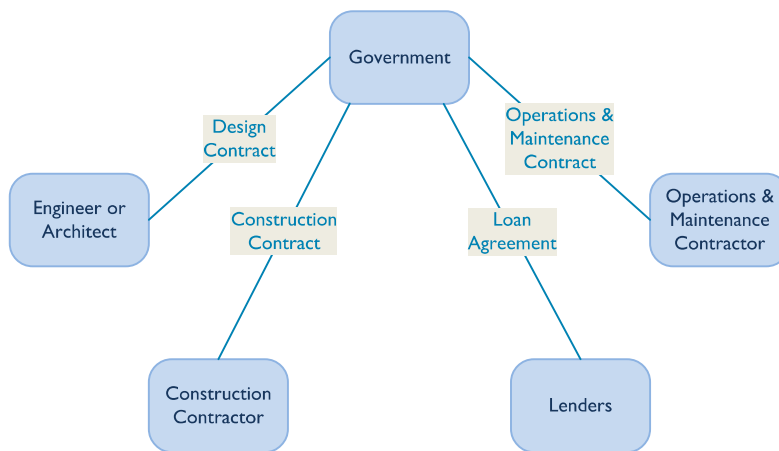 Government
Design
Contract
Operations &
Maintenance
Contract
Engineer or
Architect
Construction
Contract
Loan
Agreement
Operations &
Maintenance
Contractor
Construction
Contractor
Lenders